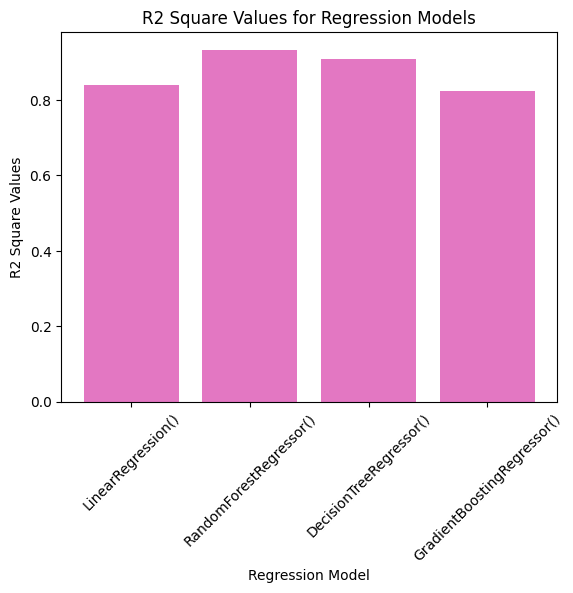 R2 Square Values for Regression Models
R2 Square Values
0.8
0.6
0.4
0.2
0.0
LinearRegression()
RandomForestRegressor()
DecisionTreeRegressor()
GradientBoostingRegressor()
Regression Model